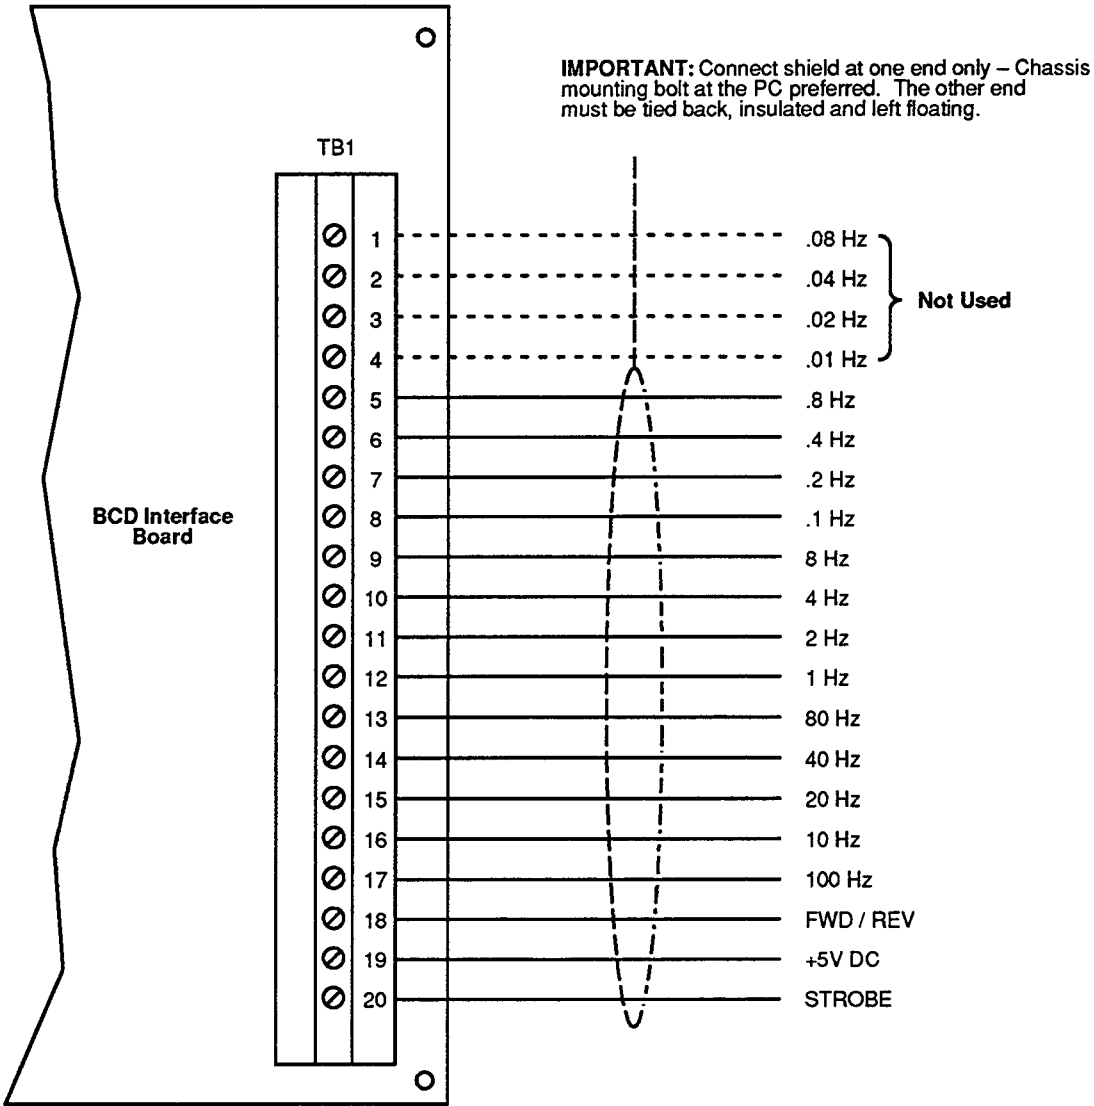 IMPORTANT: Connect shield at one end only – Chassis
mounting bolt at the PC preferred. The other end
must be tied back, insulated and left floating.
TB1
1 .08 Hz
2 .04 Hz
Not Used
3 .02 Hz
4 .01 Hz
5 .8 Hz
6 .4 Hz
7 .2 Hz
BCD Interface
Board
8 .1 Hz
9 8 Hz
10 4 Hz
11 2 Hz
12 1 Hz
13 80 Hz
14 40 Hz
15 20 Hz
16 10 Hz
17 100 Hz
18 FWD / REV
19 +5V DC
20 STROBE